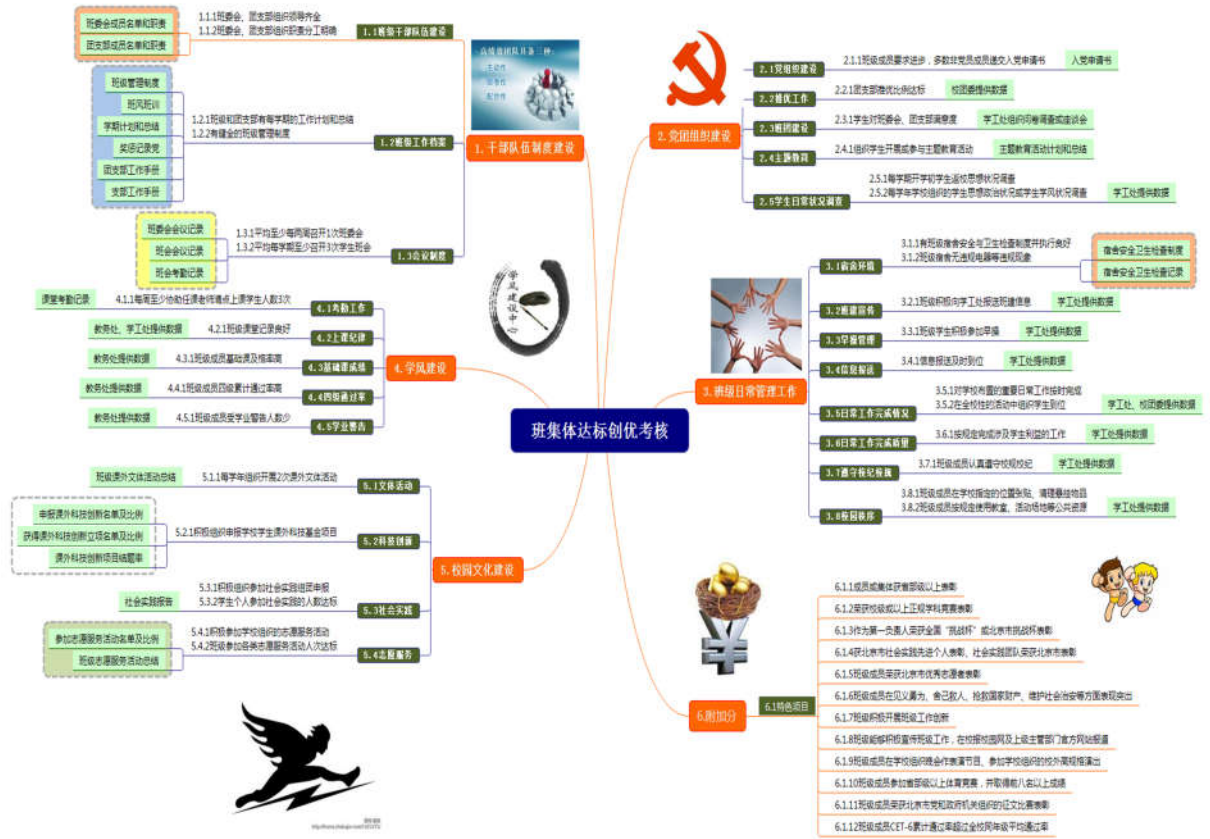 班集体达标创优考核
1.干部队伍制度建设
高绩效团队具备三种:
主动性
思考性
配合性
1.1班级干部队伍建设
1.1.1班委会、团支部组织领导齐全
1.1.2班委会、团支部组织职责分工明确
班委会成员名单和职责
团支部成员名单和职责
1.2班级工作档案
1.2.1班级和团支部有每学期的工作计划和总结
1.2.2有健全的班级管理制度
班级管理制度
班风班训
学期计划和总结
奖惩记录
团支部工作手册
支部工作手册
1.3会议制度
1.3.1平均至少每两周召开1次班委会
1.3.2平均每学期至少召开3次学生班会
班委会会议记录
班会会议记录
班会考勤记录
2.党团组织建设
2.1党组织建设
2.1.1班级成员要求进步，多数非党员成员递交入党申请书
入党申请书
2.2推优工作
2.2.1团支部推优比例达标
校团委提供数据
2.3班团建设
2.3.1学生对班委会、团支部满意度
学工处组织问卷调查或座谈会
2.4主题教育
2.4.1组织学生开展或参与主题教育活动
主题教育活动计划和总结
2.5学生日常状况调查
2.5.1每学期开学初学生返校思想状况调查
2.5.2每学年学校组织的学生思想政治状况或学生学风状况调查
学工处提供数据
3.班级日常管理工作
3.1宿舍环境
3.1.1有班级宿舍安全与卫生检查制度并执行良好
3.1.2班级宿舍无违规电器等违规现象
宿舍安全卫生检查制度
宿舍安全卫生检查记录
3.2班建宣传
3.2.1班级积极向学工处报送班建信息
学工处提供数据
3.3早操管理
3.3.1班级学生积极参加早操
学工处提供数据
3.4信息报送
3.4.1信息报送及时到位
学工处提供数据
3.5日常工作完成情况
3.5.1对学校布置的重要日常工作按时完成
3.5.2在全校性的活动中组织学生到位
学工处、校团委提供数据
3.6日常工作完成质量
3.6.1按规定完成涉及学生利益的工作
学工处提供数据
3.7遵守校纪校规
3.7.1班级成员认真遵守校规校纪
学工处提供数据
3.8校园秩序
3.8.1班级成员在学校指定的位置张贴、清理悬挂物品
3.8.2班级成员按规定使用教室、活动场地等公共资源
学工处提供数据
学风建设中心
4.学风建设
4.1考勤工作
4.1.1每周至少协助任课老师清点上课学生人数3次
课堂考勤记录
4.2上课纪律
4.2.1班级课堂记录良好
教务处、学工处提供数据
4.3基础课成绩
4.3.1班级成员基础课及格率高
教务处提供数据
4.4四级通过率
4.4.1班级成员四级累计通过率高
教务处提供数据
4.5学业警告
4.5.1班级成员受学业警告人数少
教务处提供数据
5.校园文化建设
5.1文体活动
5.1.1每学年组织开展2次课外文体活动
班级课外文体活动总结
5.2科技创新
5.2.1积极组织申报学校学生课外科技基金项目
申报课外科技创新名单及比例
获得课外科技创新立项名单及比例
课外科技创新项目结题率
5.3社会实践
5.3.1积极组织参加社会实践组团申报
5.3.2学生个人参加社会实践的人数达标
社会实践报告
5.4志愿服务
5.4.1积极参加学校组织的志愿服务活动
5.4.2班级参加各类志愿服务活动人次达标
参加志愿服务活动名单及比例
班级志愿服务活动总结
6.附加分
6.1特色项目
6.1.1成员或集体获省部级以上表彰
6.1.2荣获校级或以上正规学科竞赛表彰
6.1.3作为第一负责人荣获全国“挑战杯”或北京市挑战杯表彰
6.1.4获北京市社会实践先进个人表彰、社会实践团队荣获北京市表彰
6.1.5班级成员荣获北京市优秀志愿者表彰
6.1.6班级成员在见义勇为、舍己救人、抢救国家财产、维护社会治安等方面表现突出
6.1.7班级积极开展班级工作创新
6.1.8班级能够积极宣传班级工作，在校报校园网及上级主管部门官方网站报道
6.1.9班级成员在学校组织晚会作表演节目、参加学校组织的校外高规格演出
6.1.10班级成员参加省部级以上体育竞赛，并取得前八名以上成绩
6.1.11班级成员荣获北京市党和政府机关组织的征文比赛表彰
6.1.12班级成员CET-6累计通过率超过全校同年级平均通过率